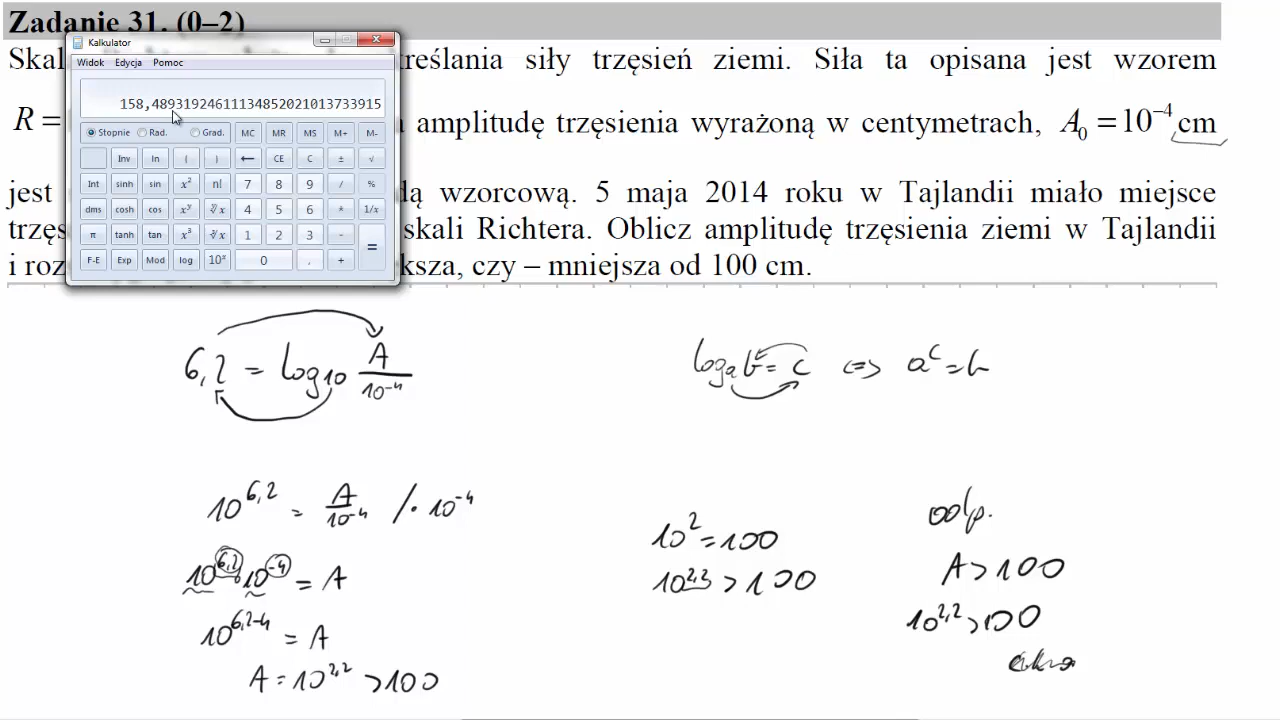 Zadanie 31. (0–2)
Kalkulator
Skal
kreślania siły trzęsień ziemi. Siła ta opisana jest wzorem
Widok Edycja Pomoc
158,48931924611134852021013733915
R =
a amplitudę trzęsienia wyrażoną w centymetrach, A₀ = 10⁻⁴ cm
Stopnie Rad. Grad. MC MR MS M+ M-
Inv ln ( ) ← CE C ± √
Int sinh sin x² n! 7 8 9 / %
dms cosh cos xʸ ʸ√x 4 5 6 * 1/x
π tanh tan x³ ³√x 1 2 3 - =
F-E Exp Mod log 10ˣ 0 , +
jest
dą wzorcową. 5 maja 2014 roku w Tajlandii miało miejsce
trzęs
skali Richtera. Oblicz amplitudę trzęsienia ziemi w Tajlandii
i roz
ksza, czy – mniejsza od 100 cm.
6,2 = log₁₀ A/10⁻⁴
logₐ b = c ⇔ aᶜ = b
10^6,2 = A/10⁻⁴ /· 10⁻⁴
10^6,2 · 10⁻⁴ = A
10^6,2-4 = A
A = 10^2,2 > 100
10² = 100
10^2,2 > 100
odp.
A > 100
10^2,2 > 100